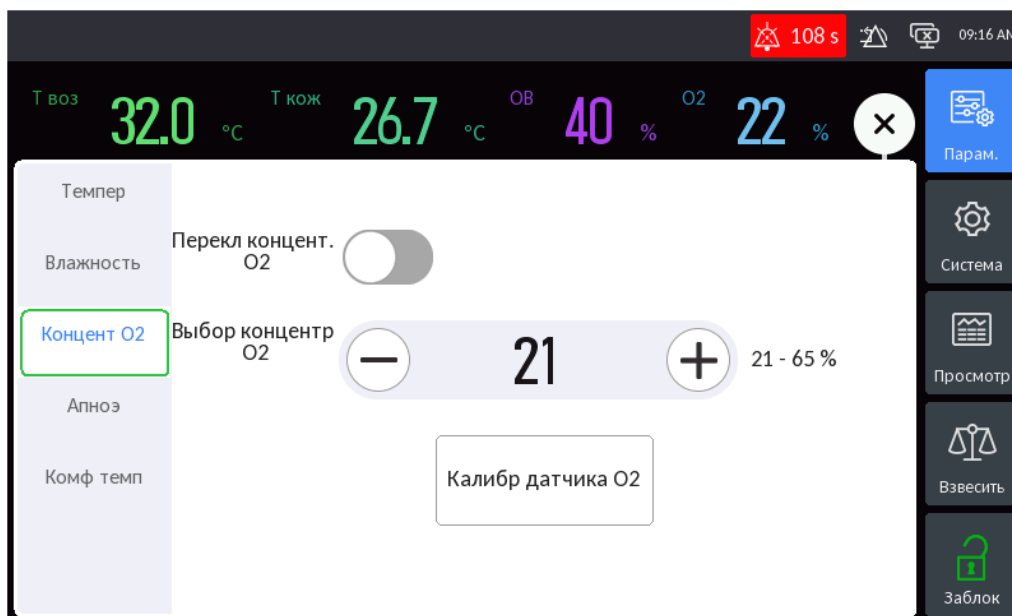 108 s
09:16 AM
Т воз 32.0 °C
Т кож 26.7 °C
ОВ 40 %
О2 22 %
Парам.
Темпер
Влажность
Концент О2
Апноэ
Комф темп
Перекл концент.
О2
Выбор концентр
О2
21
21 - 65 %
Калибр датчика О2
Система
Просмотр
Взвесить
Заблок